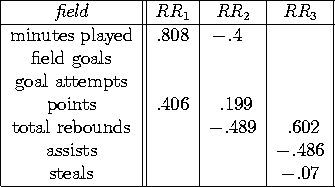 field RR₁ RR₂ RR₃
minutes played .808 −.4
field goals
goal attempts
points .406 .199
total rebounds −.489 .602
assists −.486
steals −.07